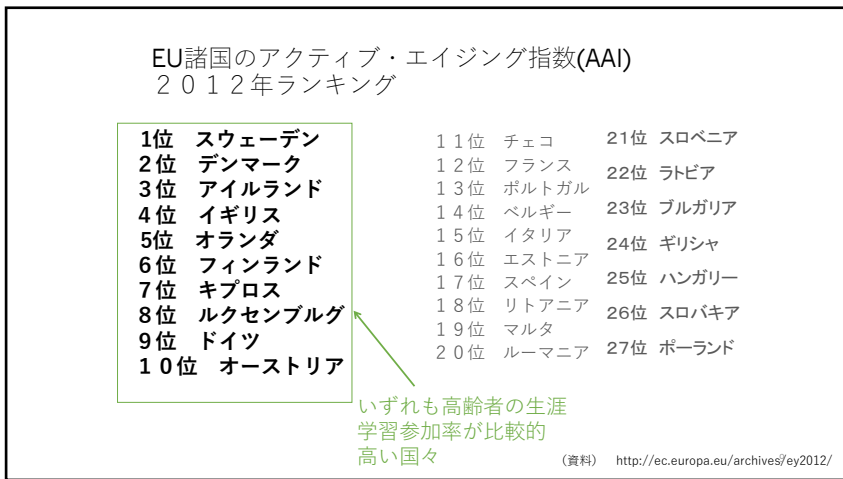 EU諸国のアクティブ・エイジング指数(AAI)
２０１２年ランキング
1位　スウェーデン
２位　デンマーク
３位　アイルランド
４位　イギリス
5位　オランダ
６位　フィンランド
７位　キプロス
８位　ルクセンブルグ
９位　ドイツ
１０位　オーストリア
１１位　チェコ
１２位　フランス
１３位　ポルトガル
１４位　ベルギー
１５位　イタリア
１６位　エストニア
１７位　スペイン
１８位　リトアニア
１９位　マルタ
２０位　ルーマニア
21位　スロベニア
22位　ラトビア
23位　ブルガリア
24位　ギリシャ
25位　ハンガリー
26位　スロバキア
27位　ポーランド
いずれも高齢者の生涯
学習参加率が比較的
高い国々
（資料）　http://ec.europa.eu/archives/ey2012/